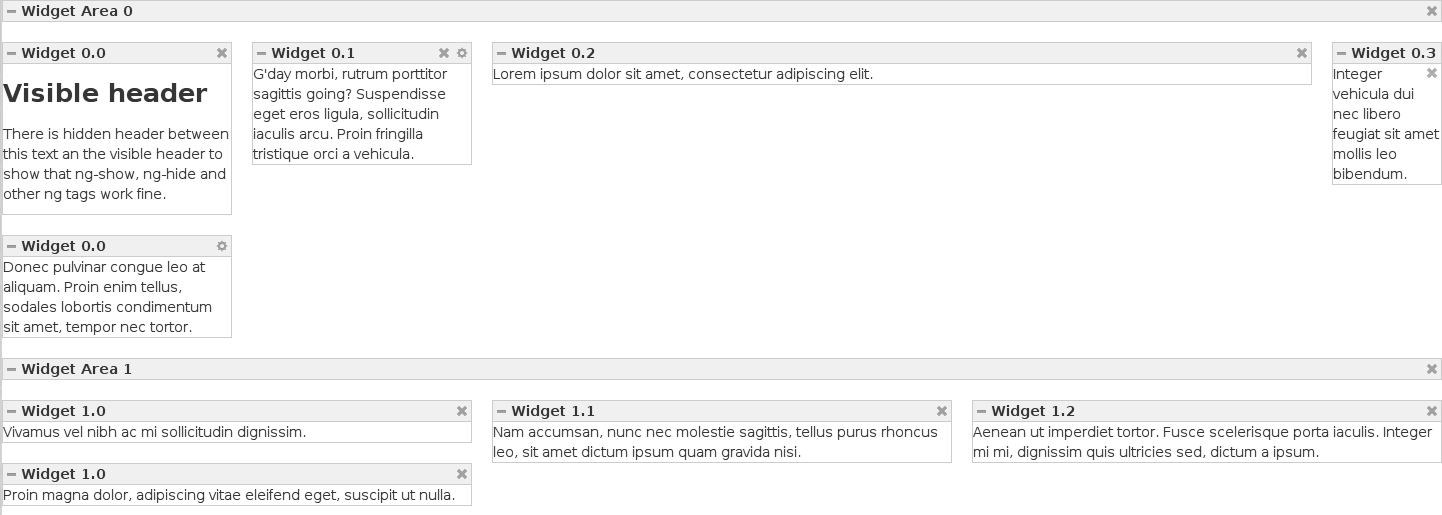 Widget Area 0
Widget 0.0
Visible header
There is hidden header between
this text an the visible header to
show that ng-show, ng-hide and
other ng tags work fine.
Widget 0.0
Donec pulvinar congue leo at
aliquam. Proin enim tellus,
sodales lobortis condimentum
sit amet, tempor nec tortor.
Widget 0.1
G'day morbi, rutrum porttitor
sagittis going? Suspendisse
eget eros ligula, sollicitudin
iaculis arcu. Proin fringilla
tristique orci a vehicula.
Widget 0.2
Lorem ipsum dolor sit amet, consectetur adipiscing elit.
Widget 0.3
Integer
vehicula dui
nec libero
feugiat sit amet
mollis leo
bibendum.
Widget Area 1
Widget 1.0
Vivamus vel nibh ac mi sollicitudin dignissim.
Widget 1.0
Proin magna dolor, adipiscing vitae eleifend eget, suscipit ut nulla.
Widget 1.1
Nam accumsan, nunc nec molestie sagittis, tellus purus rhoncus
leo, sit amet dictum ipsum quam gravida nisi.
Widget 1.2
Aenean ut imperdiet tortor. Fusce scelerisque porta iaculis. Integer
mi mi, dignissim quis ultricies sed, dictum a ipsum.